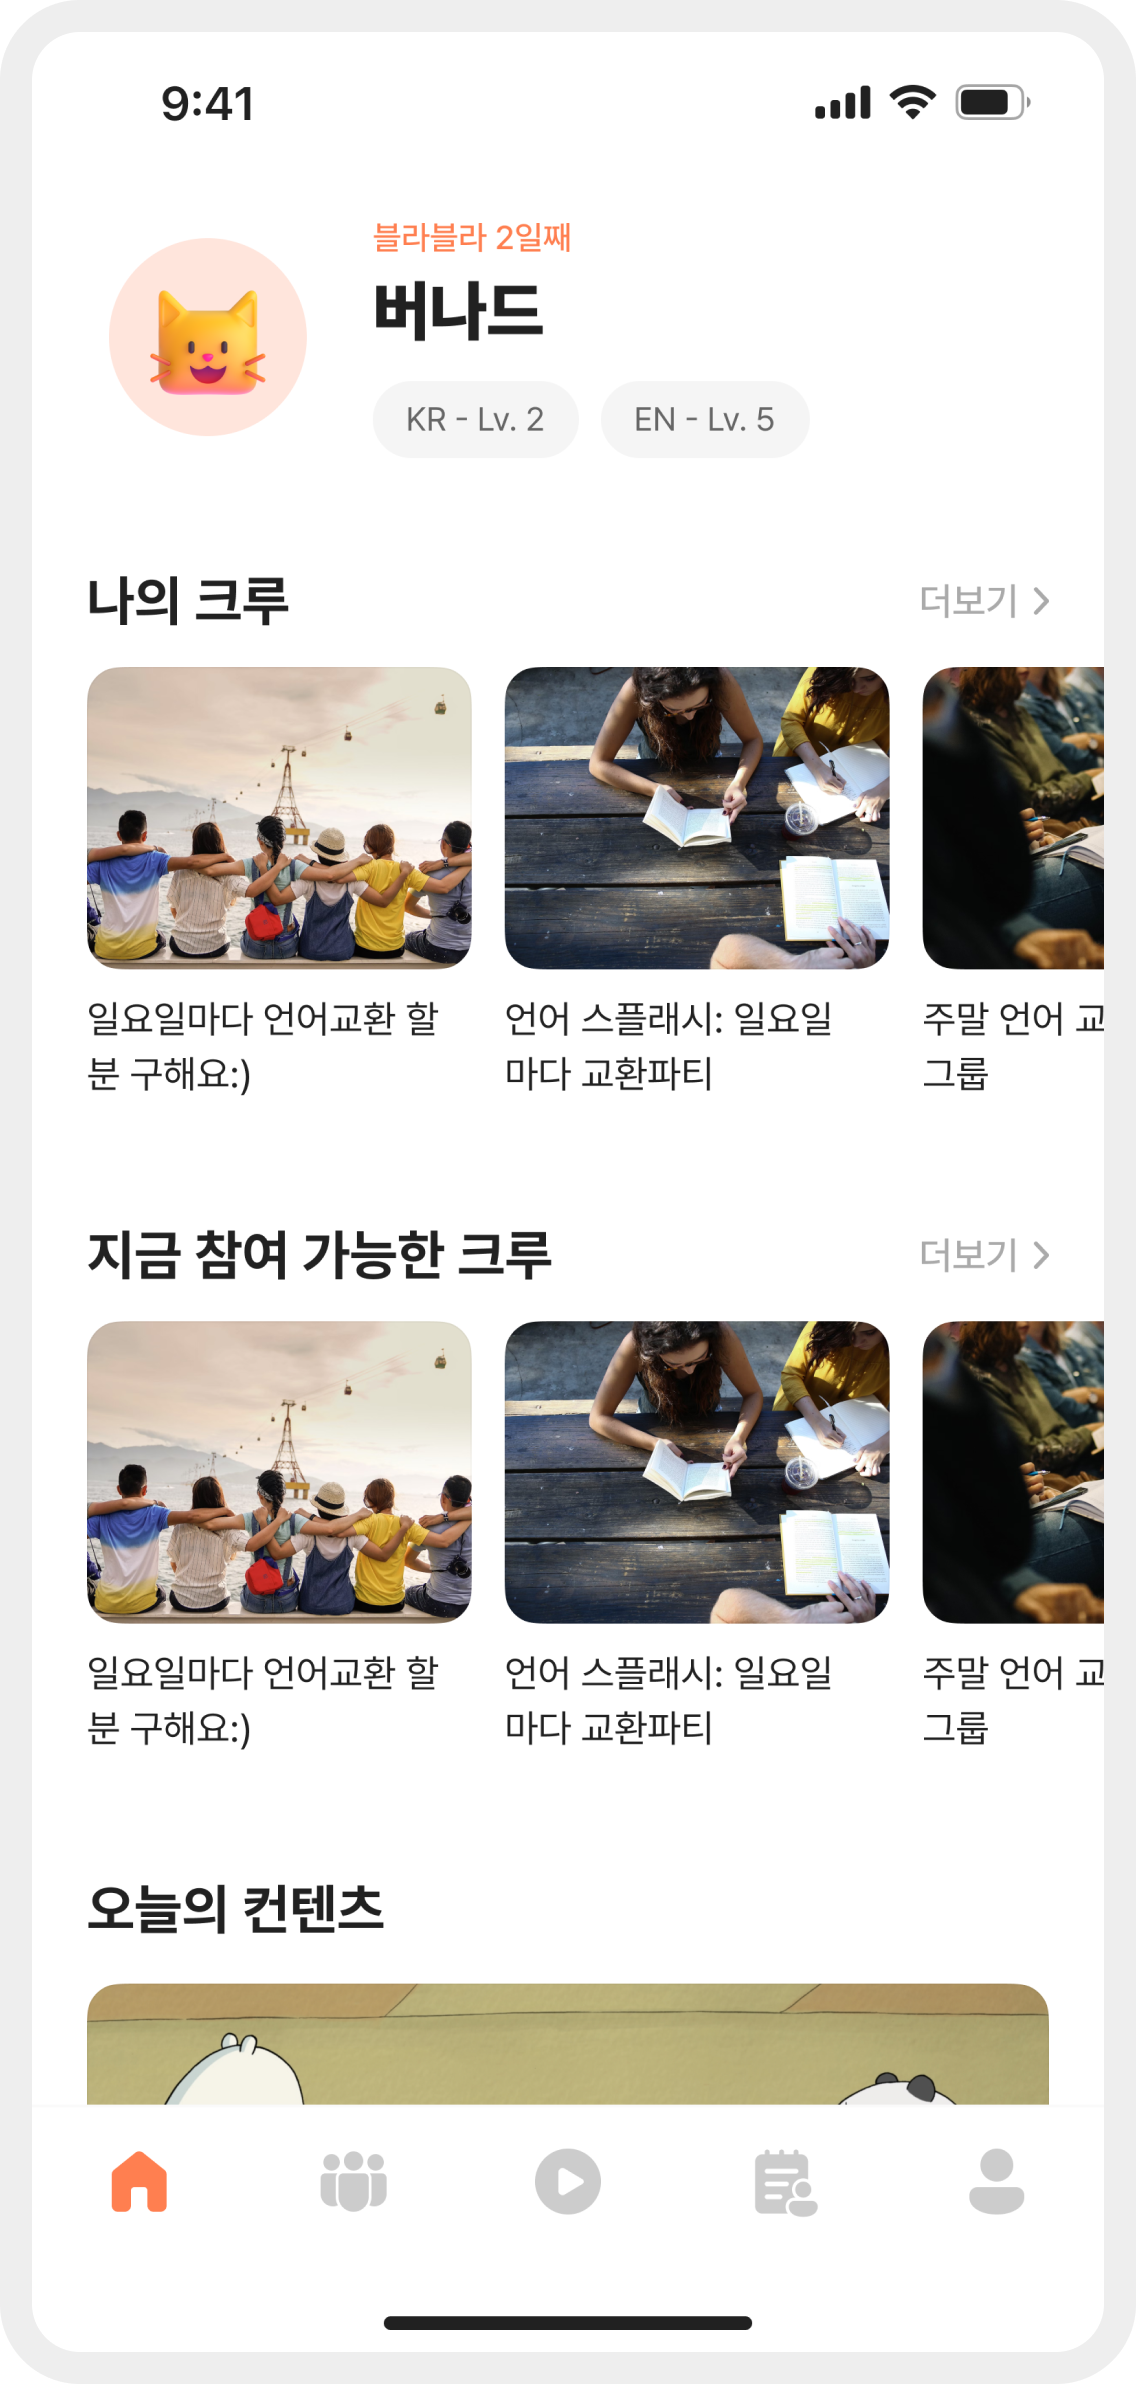 9:41
블라블라 2일째
버나드
KR - Lv. 2
EN - Lv. 5
나의 크루
더보기
일요일마다 언어교환 할
분 구해요:)
언어 스플래시: 일요일
마다 교환파티
주말 언어 교
그룹
지금 참여 가능한 크루
더보기
일요일마다 언어교환 할
분 구해요:)
언어 스플래시: 일요일
마다 교환파티
주말 언어 교
그룹
오늘의 컨텐츠